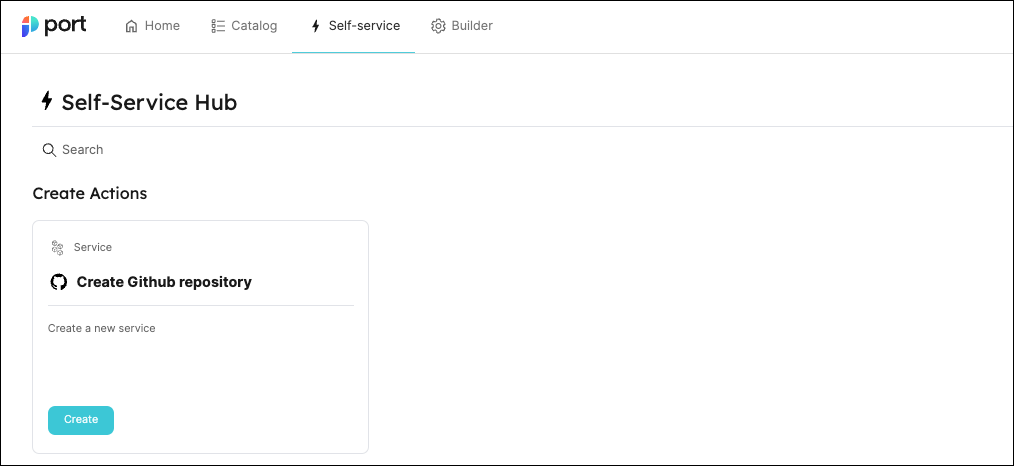 port Home Catalog Self-service Builder
Self-Service Hub
Search
Create Actions
Service
Create Github repository
Create a new service
Create